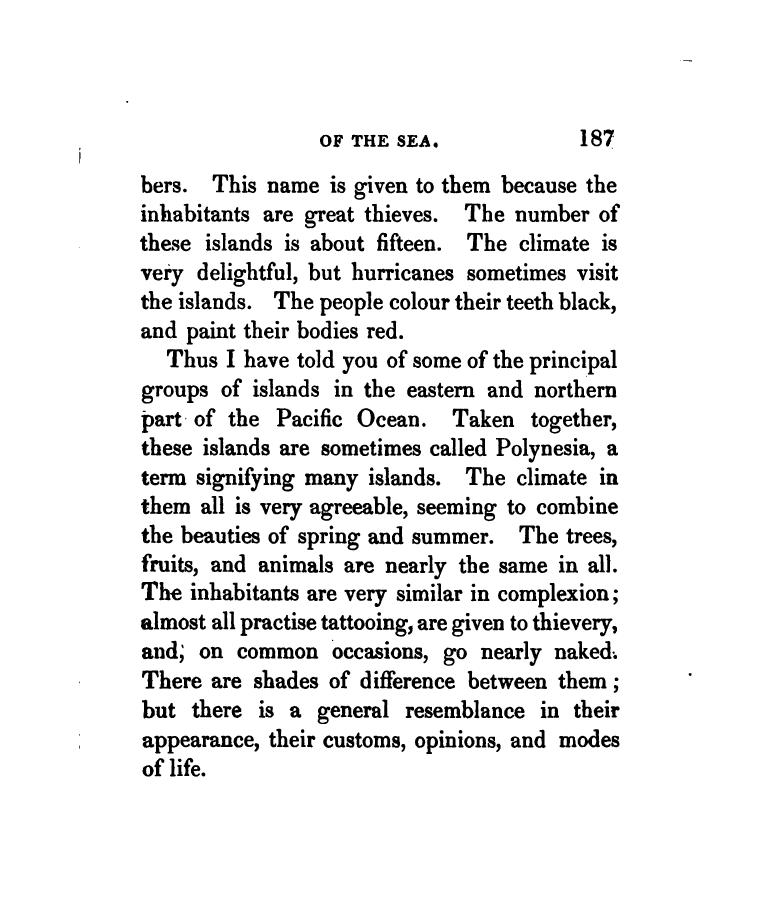 OF THE SEA. 187
bers. This name is given to them because the
inhabitants are great thieves. The number of
these islands is about fifteen. The climate is
very delightful, but hurricanes sometimes visit
the islands. The people colour their teeth black,
and paint their bodies red.
Thus I have told you of some of the principal
groups of islands in the eastern and northern
part of the Pacific Ocean. Taken together,
these islands are sometimes called Polynesia, a
term signifying many islands. The climate in
them all is very agreeable, seeming to combine
the beauties of spring and summer. The trees,
fruits, and animals are nearly the same in all.
The inhabitants are very similar in complexion;
almost all practise tattooing, are given to thievery,
and, on common occasions, go nearly naked.
There are shades of difference between them;
but there is a general resemblance in their
appearance, their customs, opinions, and modes
of life.